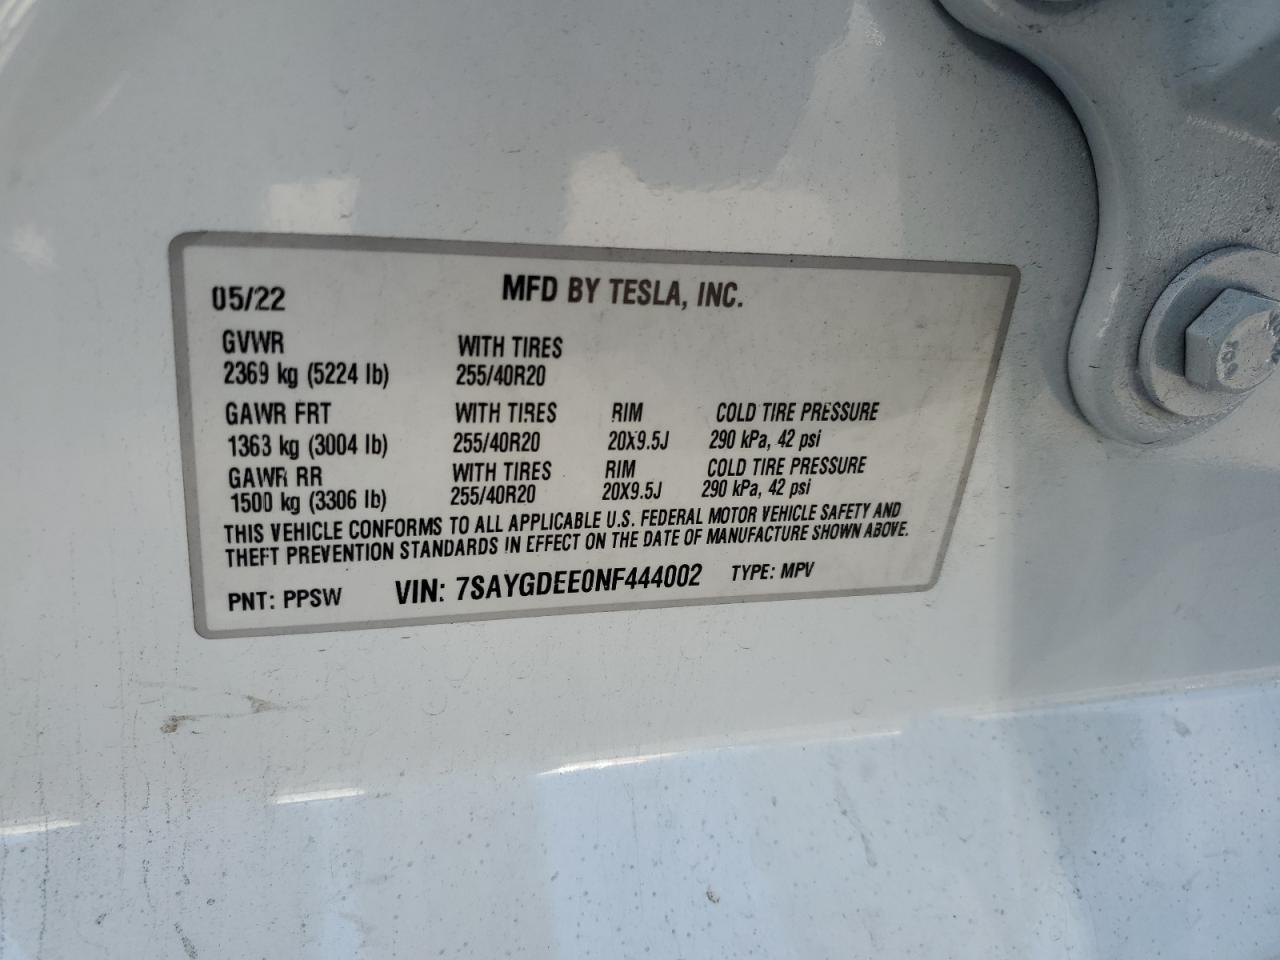 05/22 MFD BY TESLA, INC.
GVWR WITH TIRES
2369 kg (5224 lb) 255/40R20
GAWR FRT WITH TIRES RIM COLD TIRE PRESSURE
1363 kg (3004 lb) 255/40R20 20X9.5J 290 kPa, 42 psi
GAWR RR WITH TIRES RIM COLD TIRE PRESSURE
1500 kg (3306 lb) 255/40R20 20X9.5J 290 kPa, 42 psi
THIS VEHICLE CONFORMS TO ALL APPLICABLE U.S. FEDERAL MOTOR VEHICLE SAFETY AND
THEFT PREVENTION STANDARDS IN EFFECT ON THE DATE OF MANUFACTURE SHOWN ABOVE.
PNT: PPSW VIN: 7SAYGDEE0NF444002 TYPE: MPV